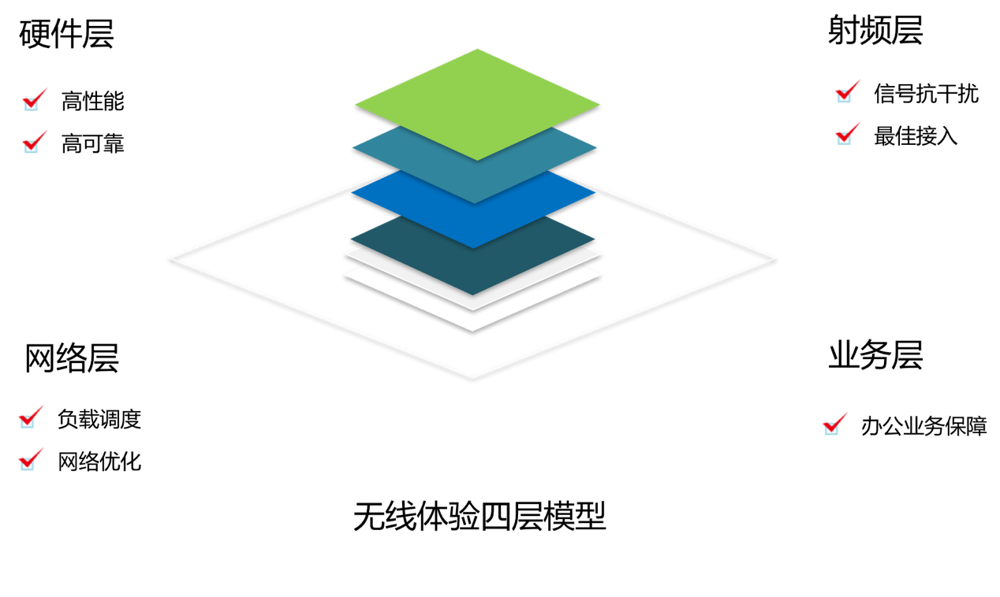 硬件层
高性能
高可靠
射频层
信号抗干扰
最佳接入
网络层
负载调度
网络优化
业务层
办公业务保障
无线体验四层模型